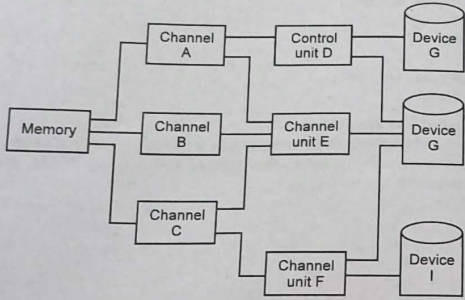 Channel
A
Control
unit D
Device
G
Memory
Channel
B
Channel
unit E
Device
G
Channel
C
Channel
unit F
Device
I